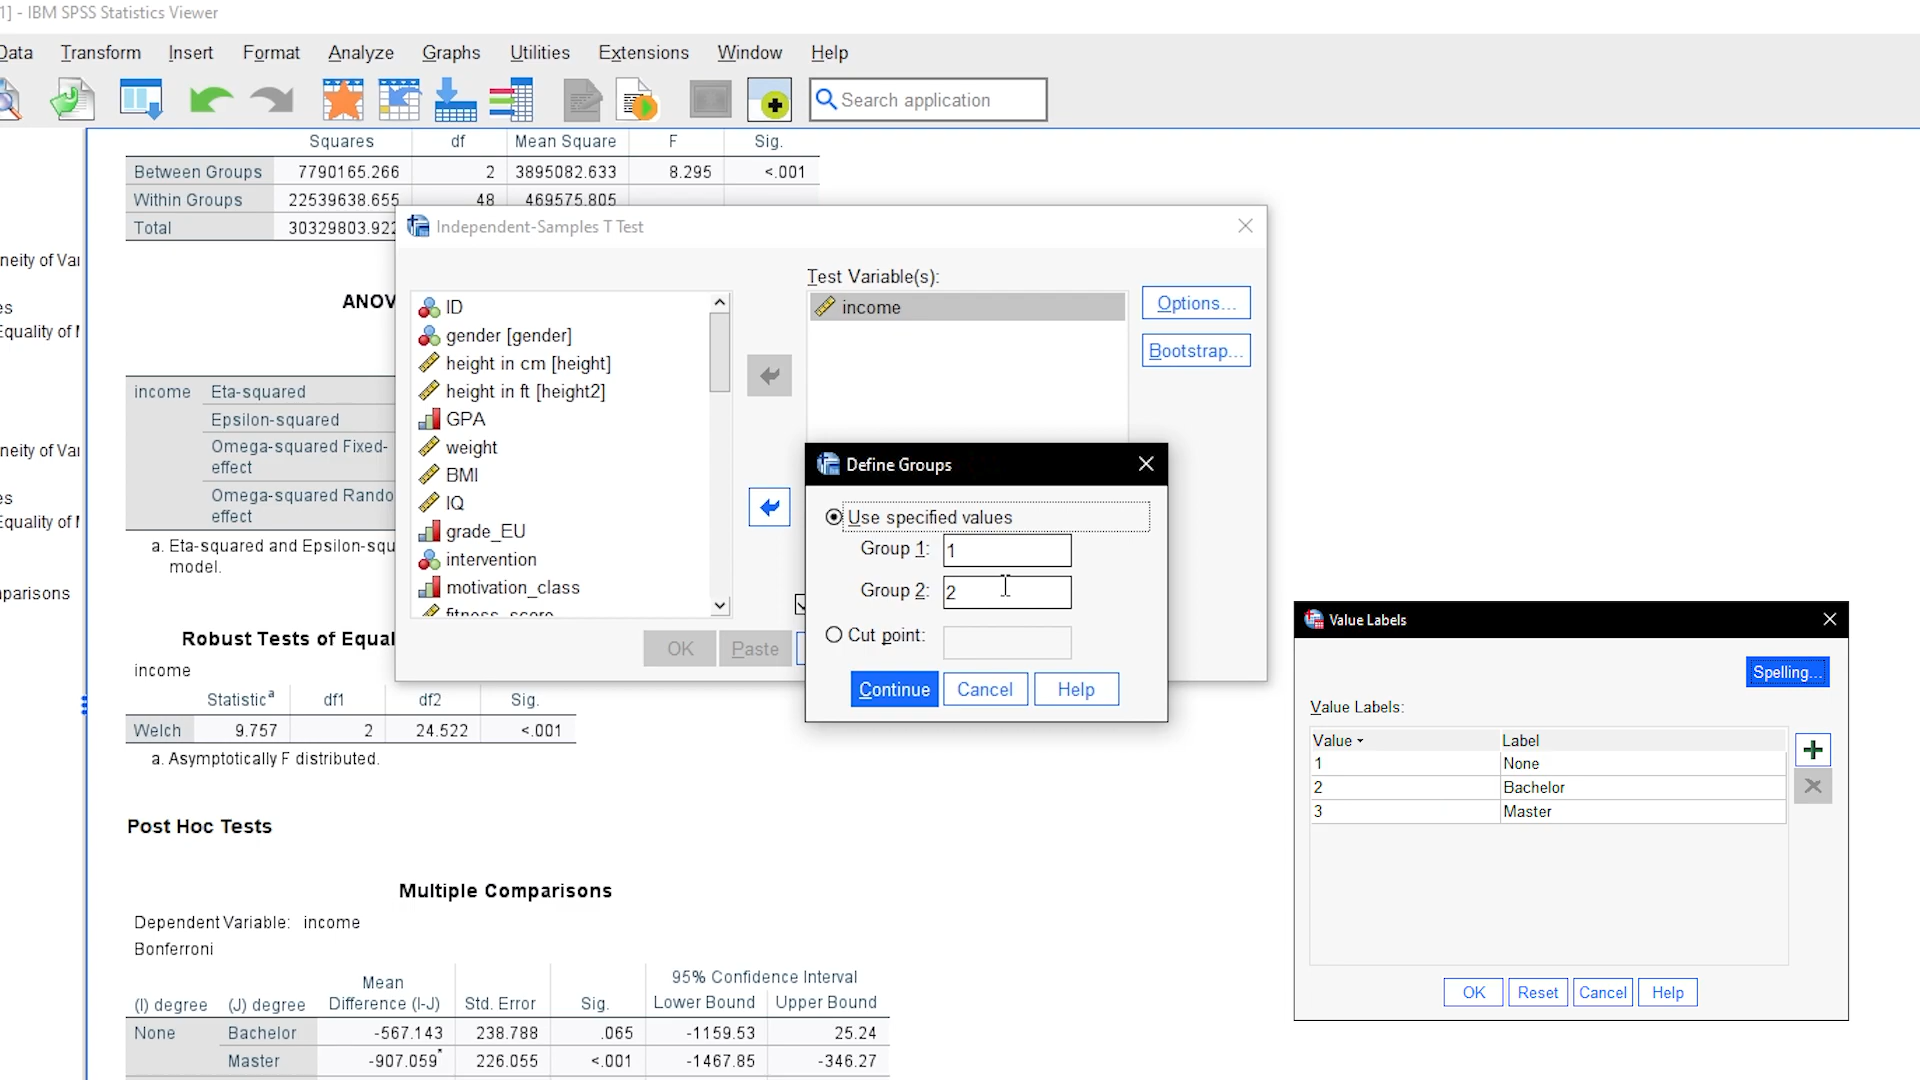 1] - IBM SPSS Statistics Viewer
Data Transform Insert Format Analyze Graphs Utilities Extensions Window Help
Search application
Squares df Mean Square F Sig.
Between Groups 7790165.266 2 3895082.633 8.295 <.001
Within Groups 22539638.655 48 469575.805
Total 30329803.922
neity of Var
es
Equality of M
neity of Var
es
Equality of M
mparisons
ANOV
income Eta-squared
Epsilon-squared
Omega-squared Fixed-
effect
Omega-squared Rando
effect
a. Eta-squared and Epsilon-squ
model.
Robust Tests of Equal
income
Statistica df1 df2 Sig.
Welch 9.757 2 24.522 <.001
a. Asymptotically F distributed.
Post Hoc Tests
Multiple Comparisons
Dependent Variable: income
Bonferroni
(I) degree (J) degree Mean Difference (I-J) Std. Error Sig. 95% Confidence Interval
Lower Bound Upper Bound
None Bachelor -567.143 238.788 .065 -1159.53 25.24
Master -907.059* 226.055 <.001 -1467.85 -346.27
Independent-Samples T Test
ID
gender [gender]
height in cm [height]
height in ft [height2]
GPA
weight
BMI
IQ
grade_EU
intervention
motivation_class
fitness_score
Test Variable(s):
income
Options...
Bootstrap...
OK Paste
Define Groups
Use specified values
Group 1: 1
Group 2: 2
Cut point:
Continue Cancel Help
Value Labels
Spelling...
Value Labels:
Value Label
1 None
2 Bachelor
3 Master
OK Reset Cancel Help